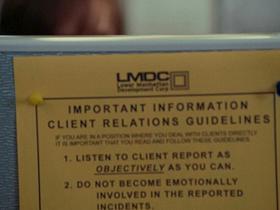 LMDC
Lower Manhattan
Development Corp
IMPORTANT INFORMATION
CLIENT RELATIONS GUIDELINES
IF YOU ARE IN A POSITION WHERE YOU DEAL WITH CLIENTS DIRECTLY
IT IS IMPORTANT THAT YOU READ AND FOLLOW THESE GUIDELINES
1. LISTEN TO CLIENT REPORT AS
OBJECTIVELY AS YOU CAN.
2. DO NOT BECOME EMOTIONALLY
INVOLVED IN THE REPORTED
INCIDENTS.